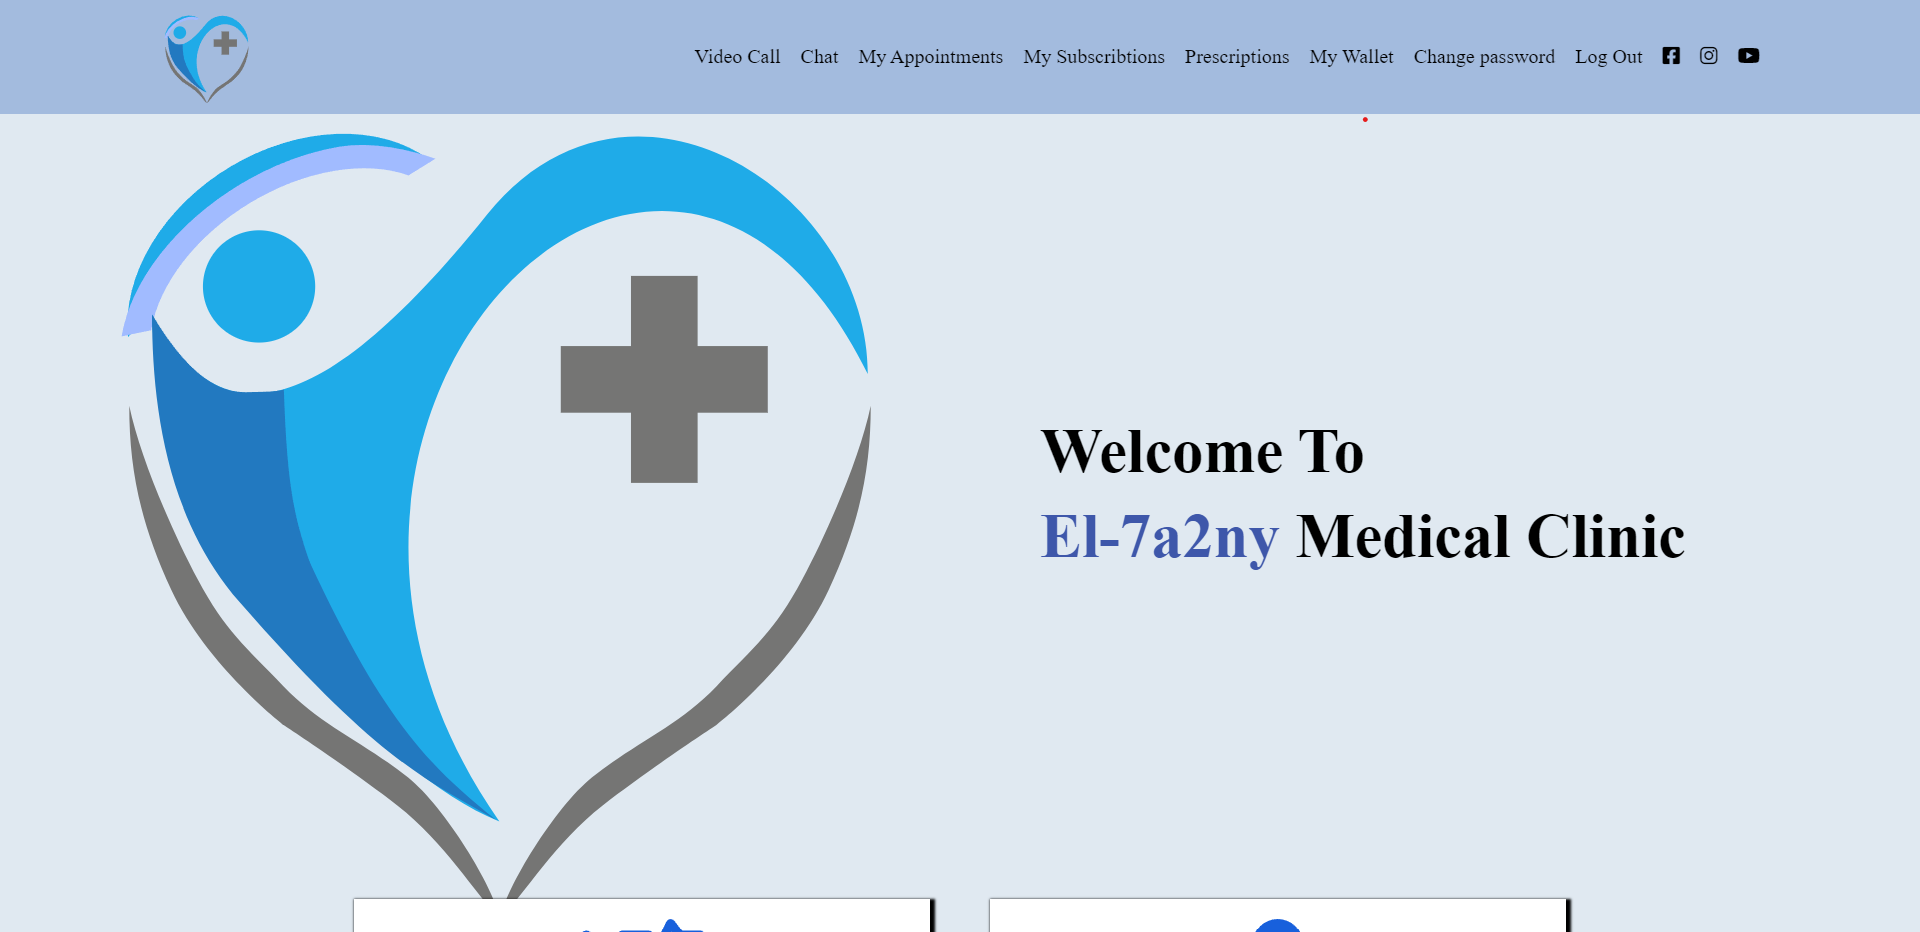 Video Call Chat My Appointments My Subscribtions Prescriptions My Wallet Change password Log Out
Welcome To
El-7a2ny Medical Clinic